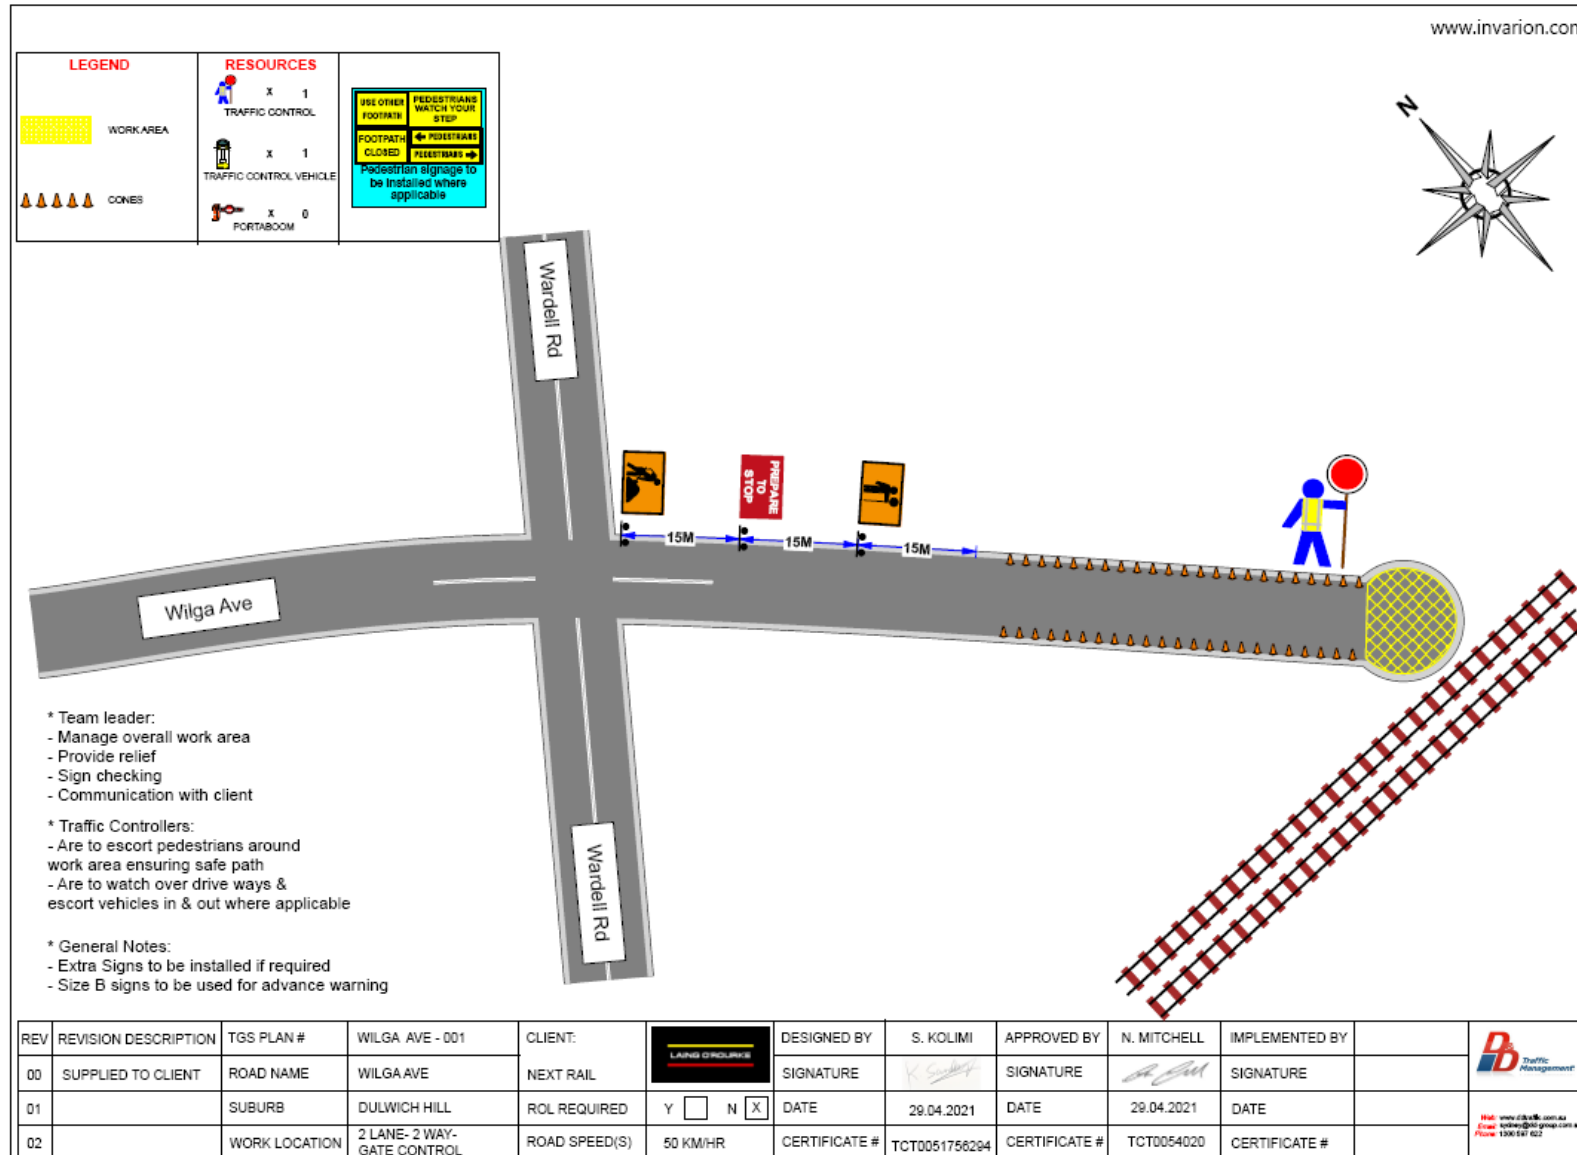 www.invarion.com
LEGEND
WORK AREA
CONES
RESOURCES
X 1
TRAFFIC CONTROL
X 1
TRAFFIC CONTROL VEHICLE
X 0
PORTABOOM
USE OTHER FOOTPATH
PEDESTRIANS WATCH YOUR STEP
FOOTPATH CLOSED
PEDESTRIANS
PEDESTRIANS
Pedestrian signage to
be installed where
applicable
N
Wardell Rd
PREPARE
TO
STOP
15M
15M
15M
Wilga Ave
Wardell Rd
* Team leader:
- Manage overall work area
- Provide relief
- Sign checking
- Communication with client
* Traffic Controllers:
- Are to escort pedestrians around
work area ensuring safe path
- Are to watch over drive ways &
escort vehicles in & out where applicable
* General Notes:
- Extra Signs to be installed if required
- Size B signs to be used for advance warning
REV REVISION DESCRIPTION TGS PLAN # WILGA AVE - 001 CLIENT: LAING O'ROURKE DESIGNED BY S. KOLIMI APPROVED BY N. MITCHELL IMPLEMENTED BY
00 SUPPLIED TO CLIENT ROAD NAME WILGA AVE NEXT RAIL SIGNATURE SIGNATURE SIGNATURE
01 SUBURB DULWICH HILL ROL REQUIRED Y N X DATE 29.04.2021 DATE 29.04.2021 DATE
02 WORK LOCATION 2 LANE- 2 WAY- GATE CONTROL ROAD SPEED(S) 50 KM/HR CERTIFICATE # TCT0051756294 CERTIFICATE # TCT0054020 CERTIFICATE #
D&D Traffic
Management